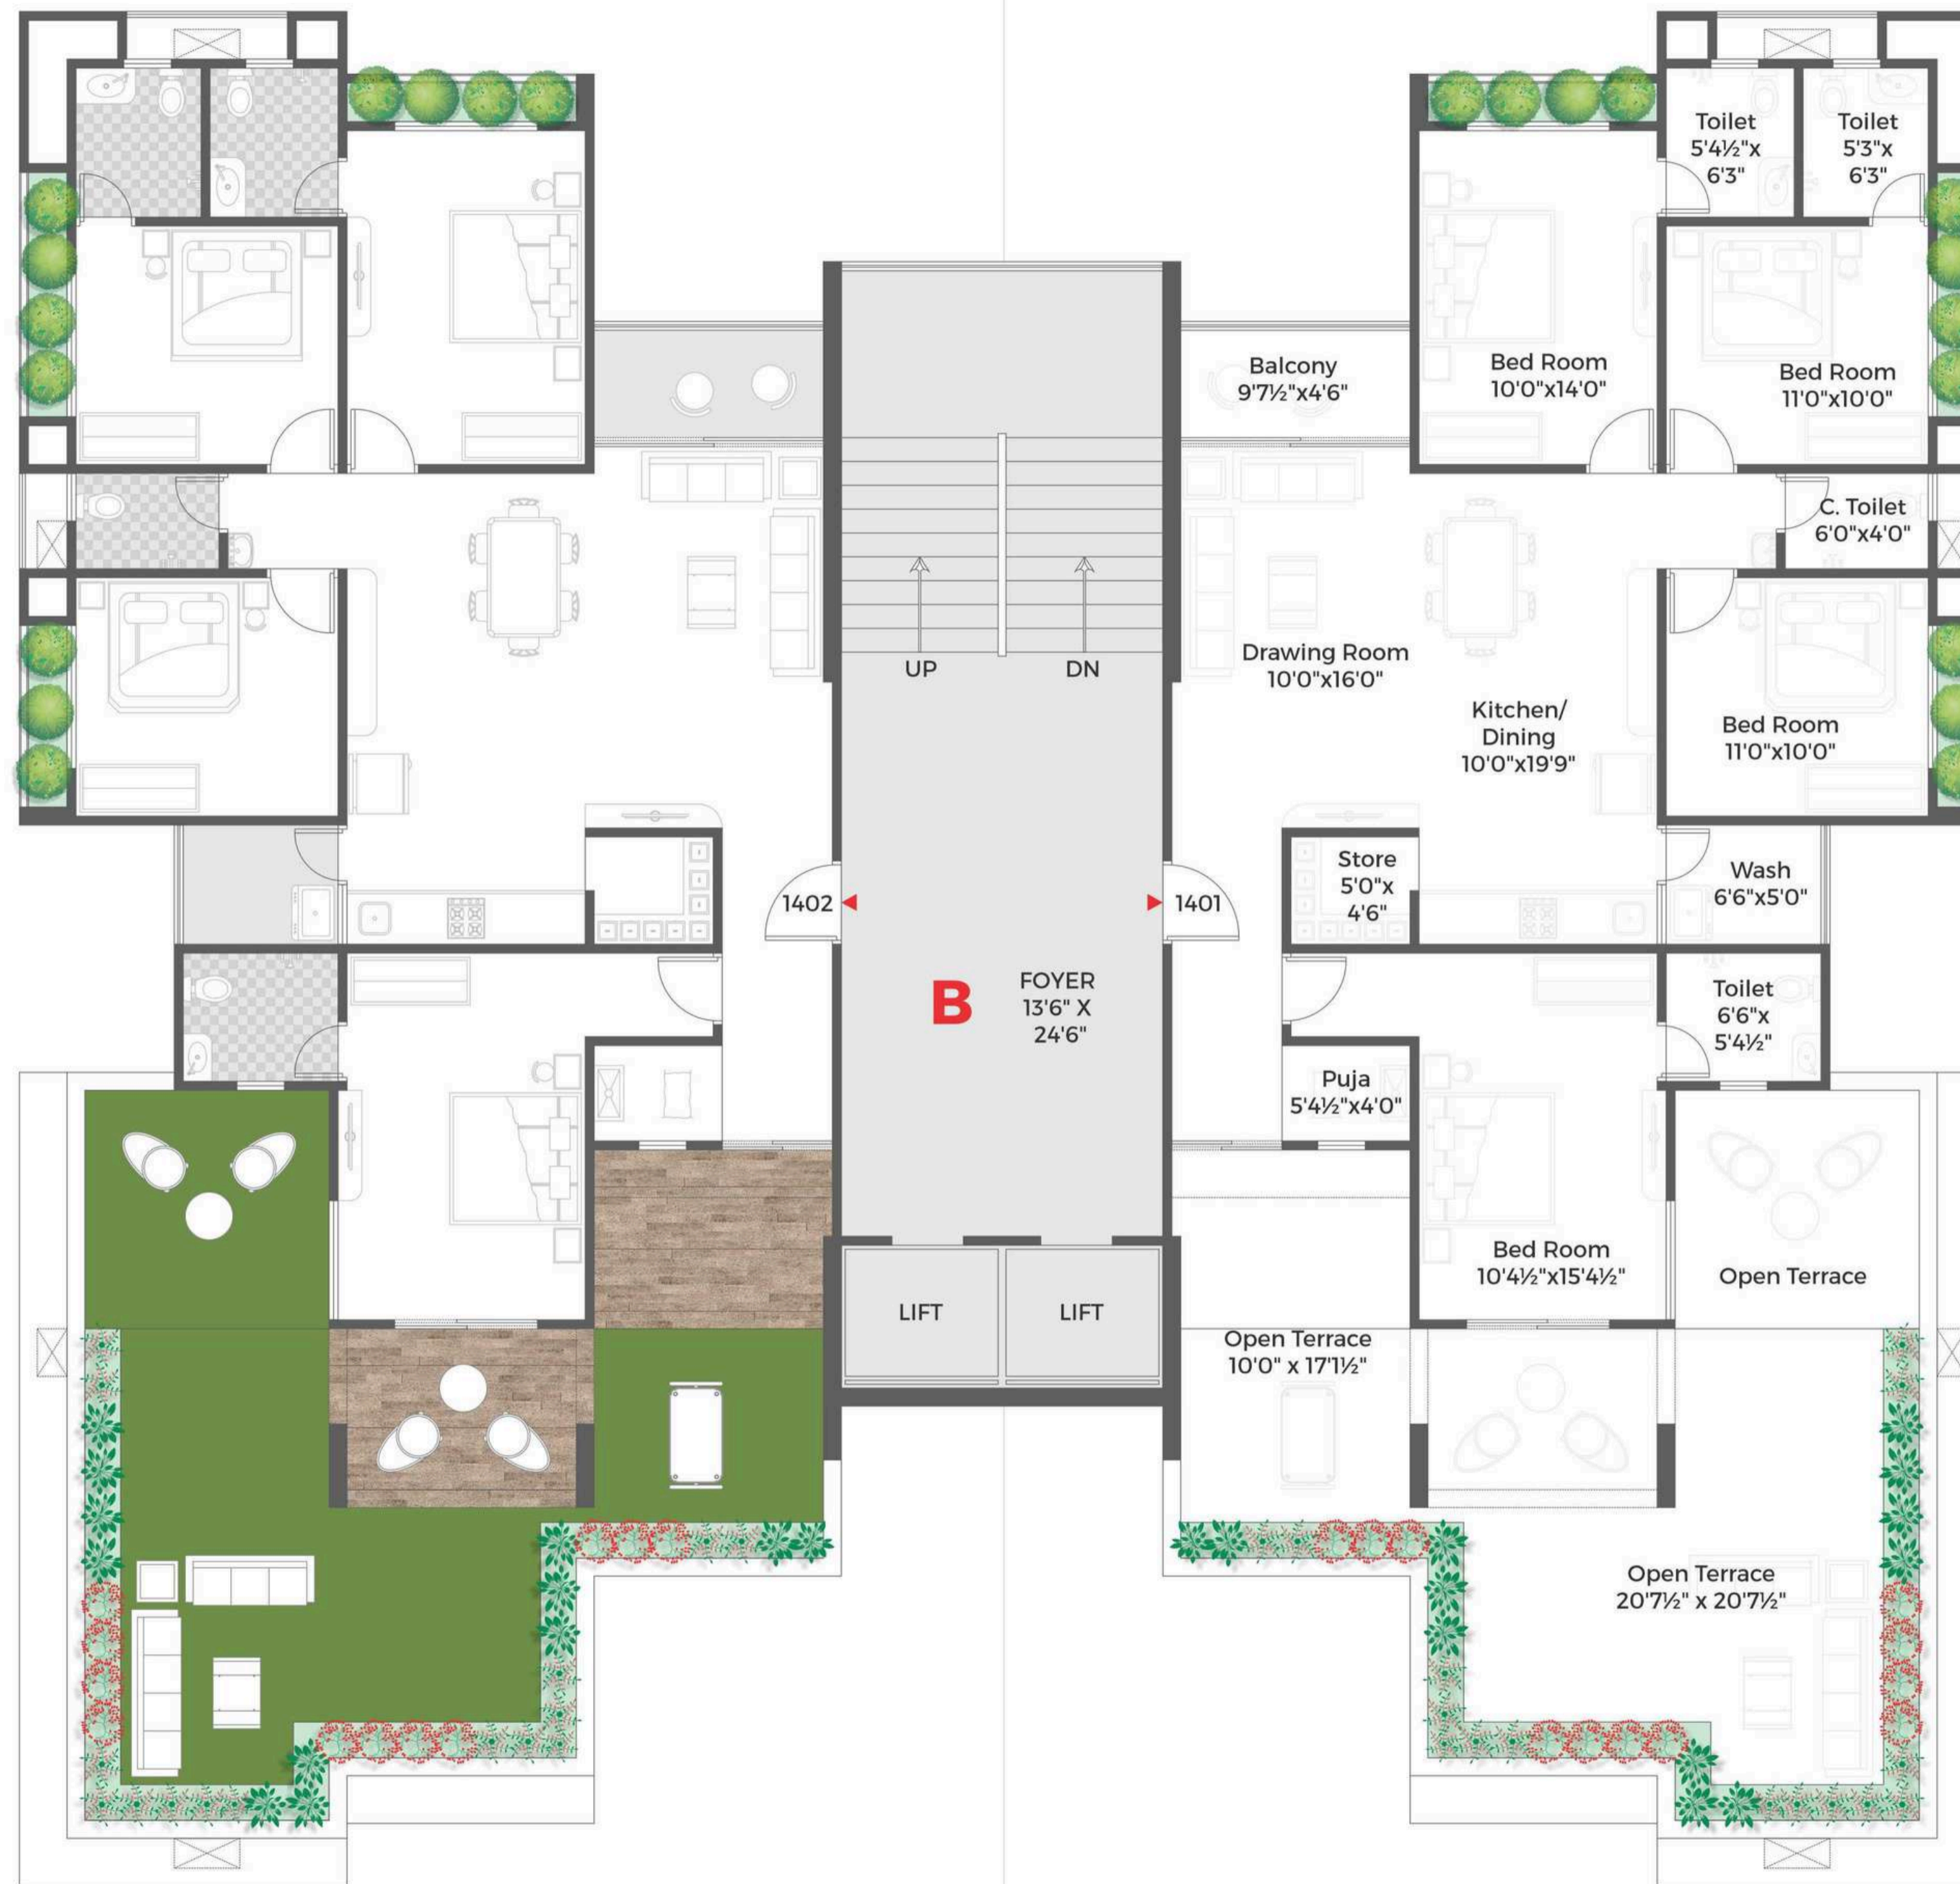 Toilet
5'4½"x
6'3"
Toilet
5'3"x
6'3"
Balcony
9'7½"x4'6"
Bed Room
10'0"x14'0"
Bed Room
11'0"x10'0"
C. Toilet
6'0"x4'0"
UP
DN
Drawing Room
10'0"x16'0"
Kitchen/
Dining
10'0"x19'9"
Bed Room
11'0"x10'0"
1402
1401
Store
5'0"x
4'6"
Wash
6'6"x5'0"
B
FOYER
13'6" X
24'6"
Toilet
6'6"x
5'4½"
Puja
5'4½"x4'0"
Bed Room
10'4½"x15'4½"
Open Terrace
LIFT
LIFT
Open Terrace
10'0" x 17'1½"
Open Terrace
20'7½" x 20'7½"